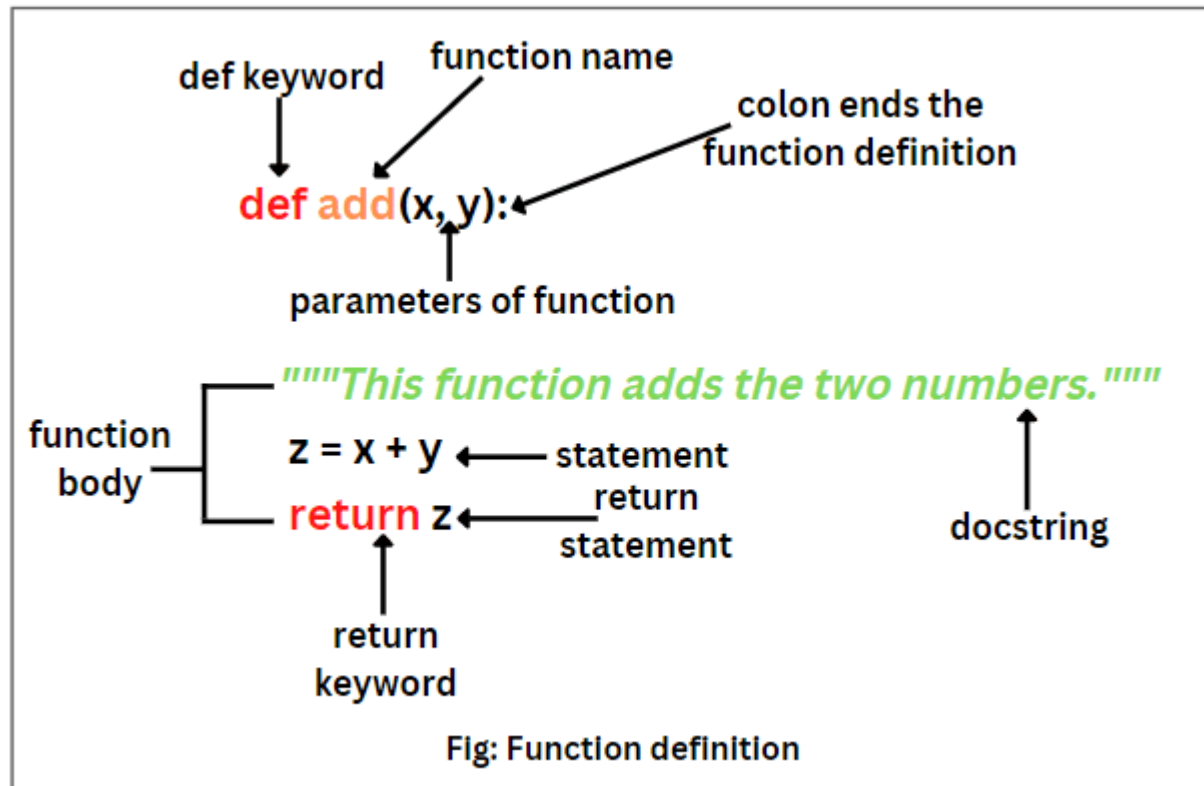 def keyword
function name
colon ends the
function definition
def add(x, y):
parameters of function
"""This function adds the two numbers."""
function
body
z = x + y
statement
return z
return
statement
docstring
return
keyword
Fig: Function definition